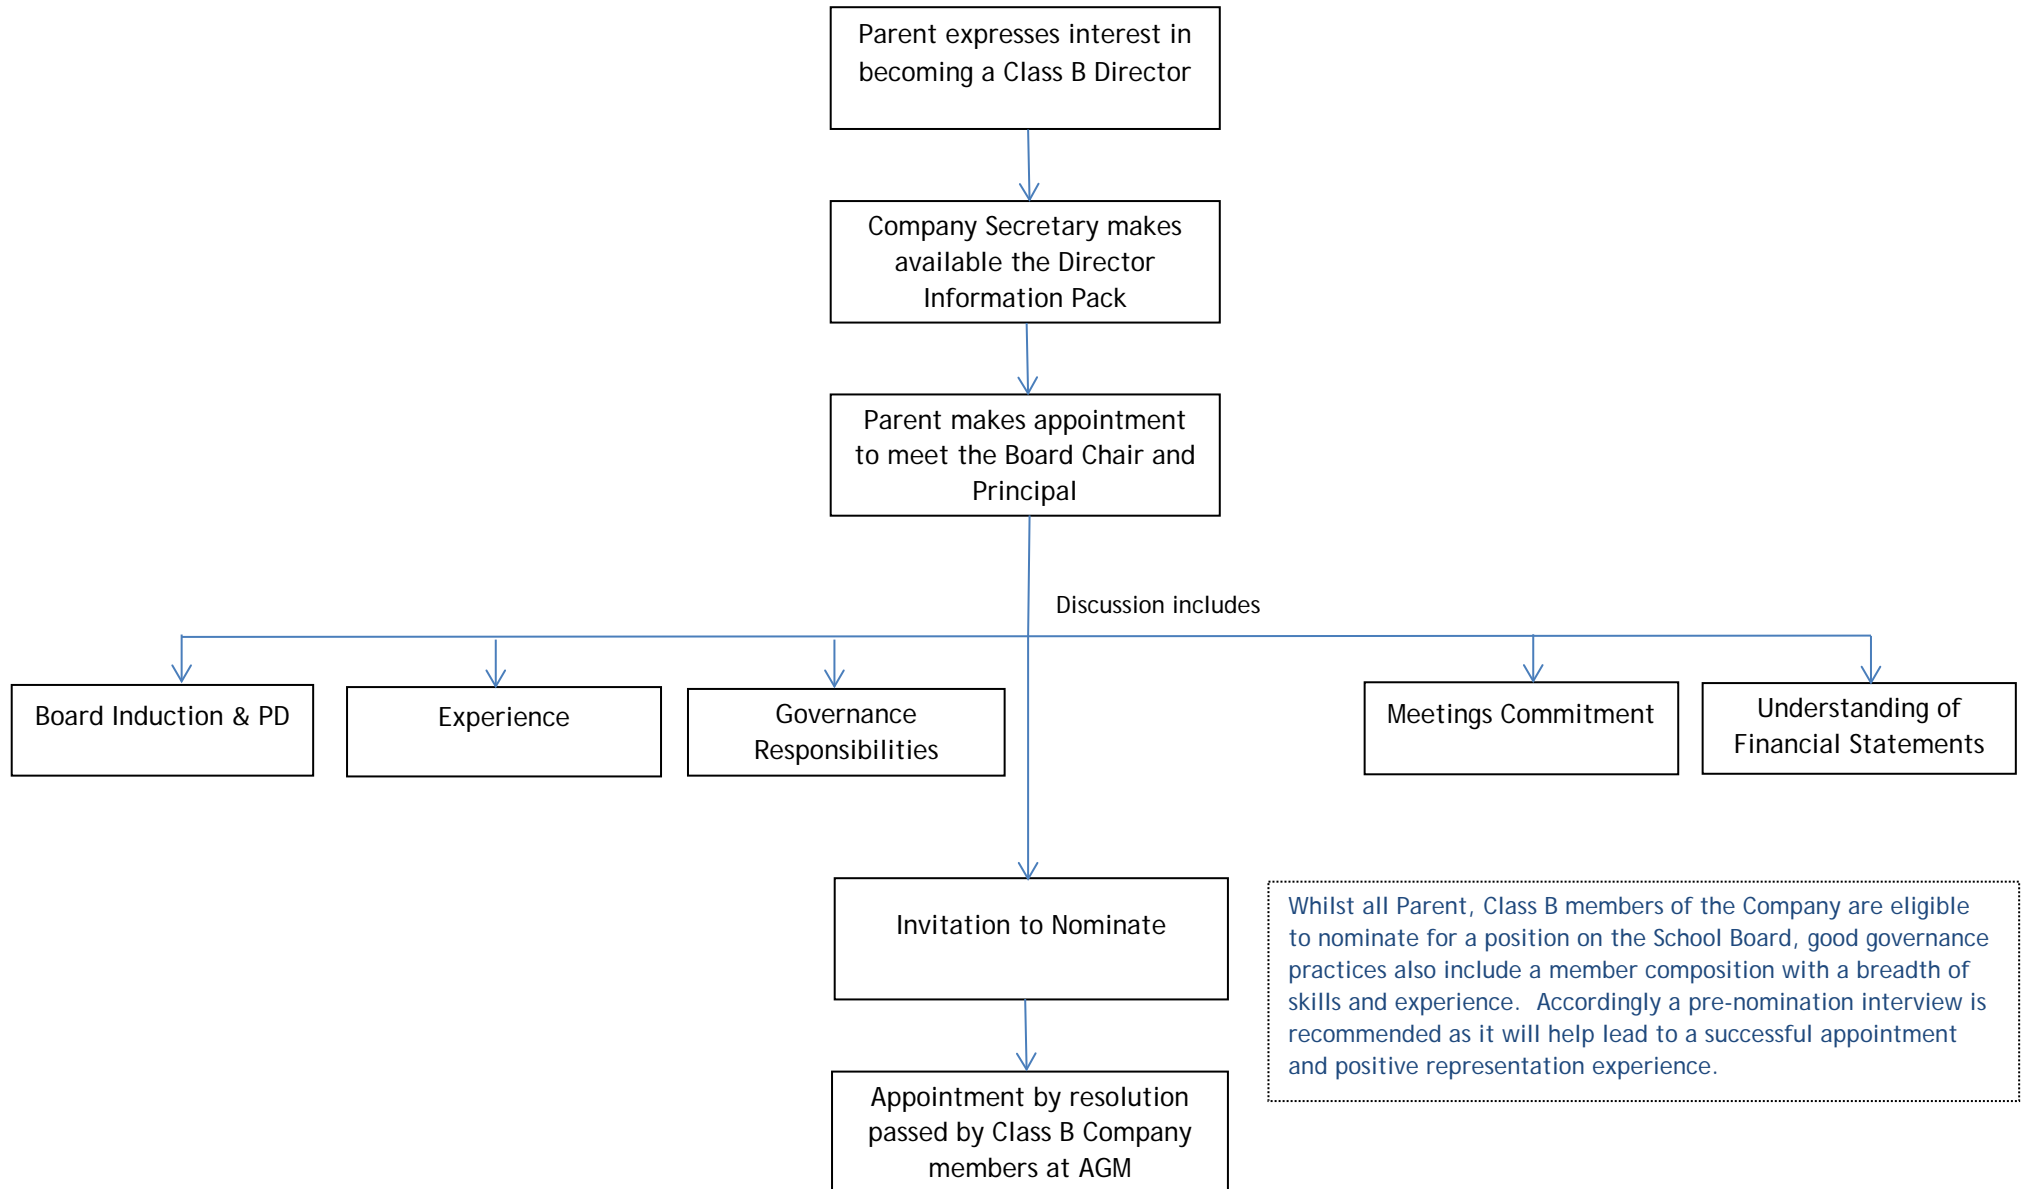 Parent expresses interest in
becoming a Class B Director
Company Secretary makes
available the Director
Information Pack
Parent makes appointment
to meet the Board Chair and
Principal
Discussion includes
Board Induction & PD
Experience
Governance
Responsibilities
Meetings Commitment
Understanding of
Financial Statements
Invitation to Nominate
Whilst all Parent, Class B members of the Company are eligible
to nominate for a position on the School Board, good governance
practices also include a member composition with a breadth of
skills and experience.  Accordingly a pre-nomination interview is
recommended as it will help lead to a successful appointment
and positive representation experience.
Appointment by resolution
passed by Class B Company
members at AGM